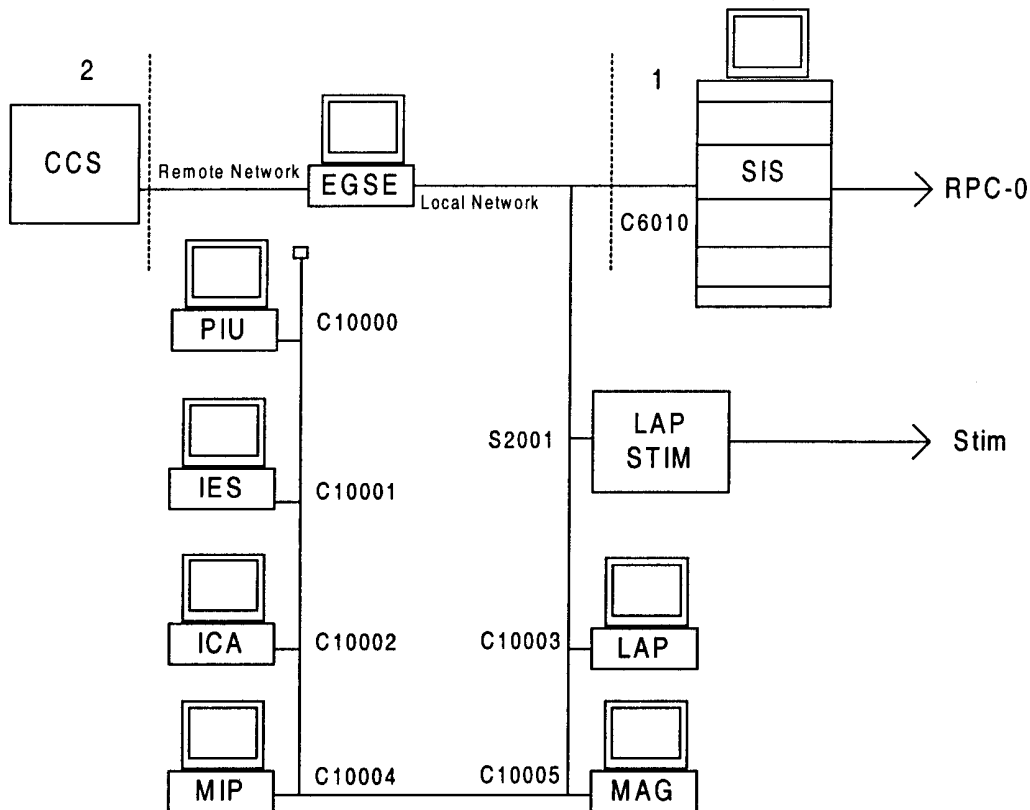 2
1
CCS
Remote Network
EGSE
Local Network
SIS
C6010
RPC-0
PIU
C10000
LAP
STIM
S2001
Stim
IES
C10001
ICA
C10002
C10003
LAP
MIP
C10004
C10005
MAG